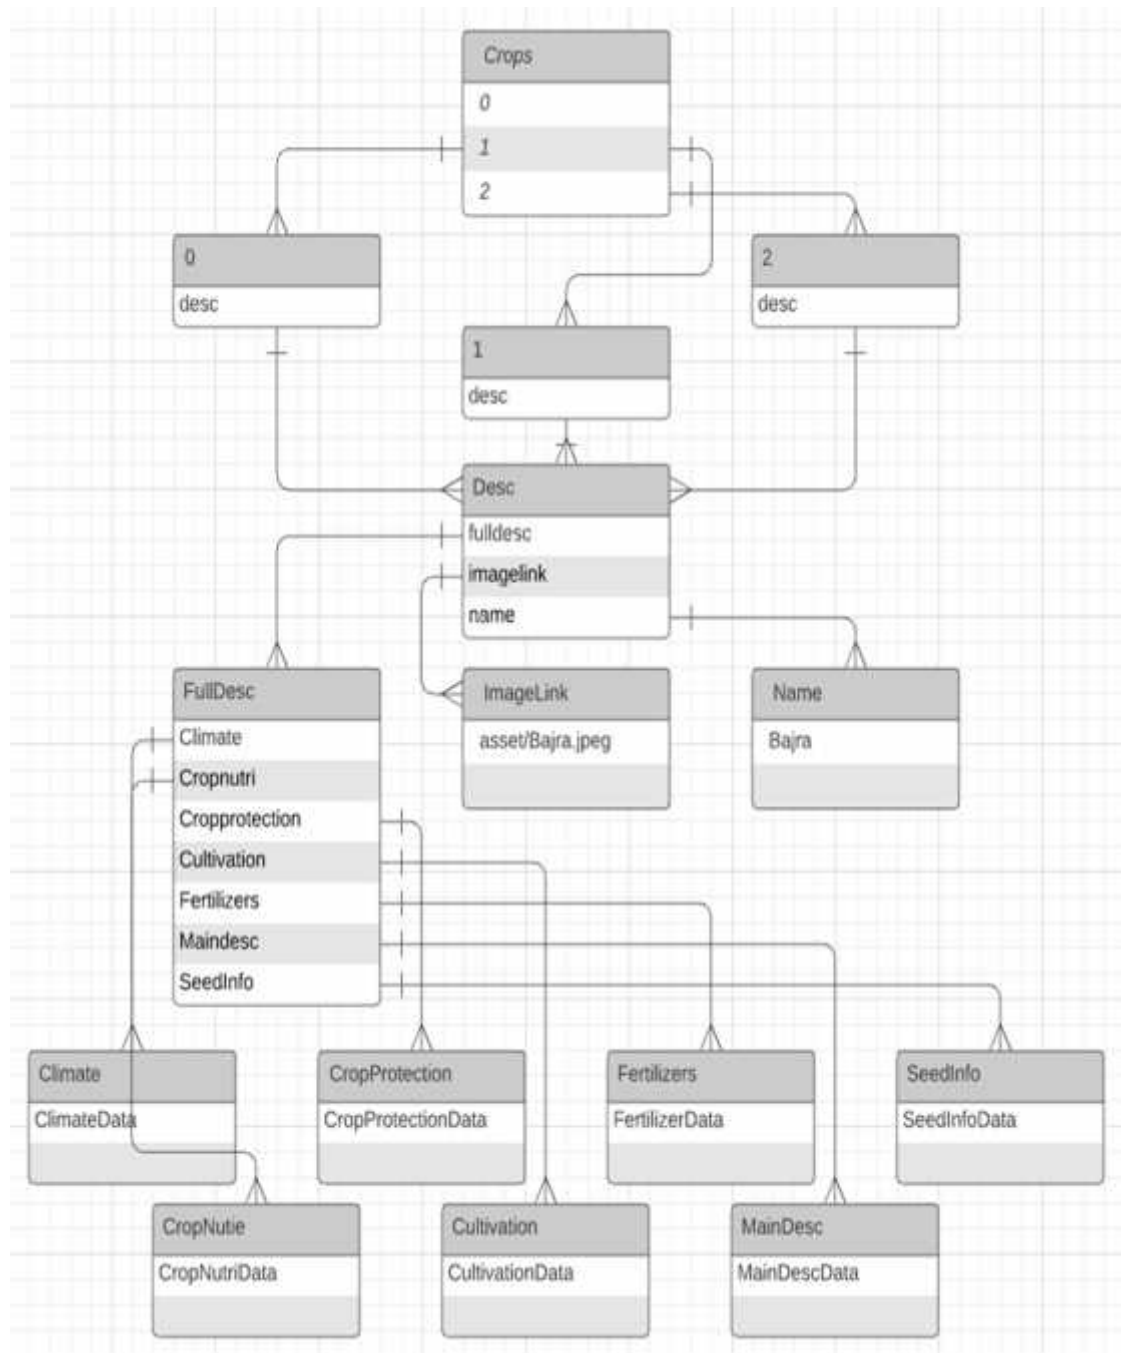 Crops
0
1
2
0
desc
2
desc
1
desc
Desc
fulldesc
imagelink
name
FullDesc
Climate
Cropnutri
Cropprotection
Cultivation
Fertilizers
Maindesc
SeedInfo
ImageLink
asset/Bajra.jpeg
Name
Bajra
Climate
ClimateData
CropProtection
CropProtectionData
Fertilizers
FertilizerData
SeedInfo
SeedInfoData
CropNutie
CropNutriData
Cultivation
CultivationData
MainDesc
MainDescData